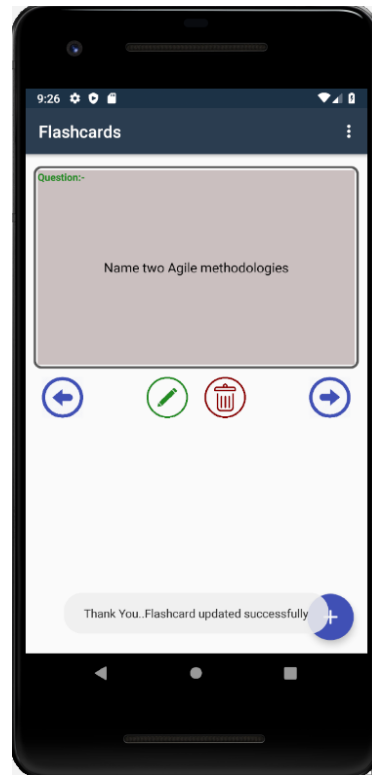 9:26
Flashcards
Question:-
Name two Agile methodologies
Thank You..Flashcard updated successfully